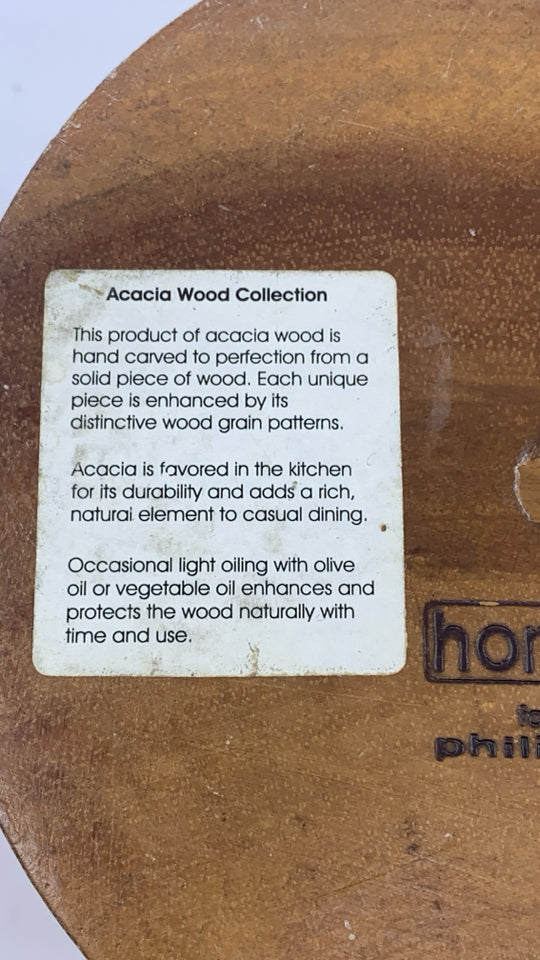 Acacia Wood Collection
This product of acacia wood is
hand carved to perfection from a
solid piece of wood. Each unique
piece is enhanced by its
distinctive wood grain patterns.
Acacia is favored in the kitchen
for its durability and adds a rich,
natural element to casual dining.
Occasional light oiling with olive
oil or vegetable oil enhances and
protects the wood naturally with
time and use.